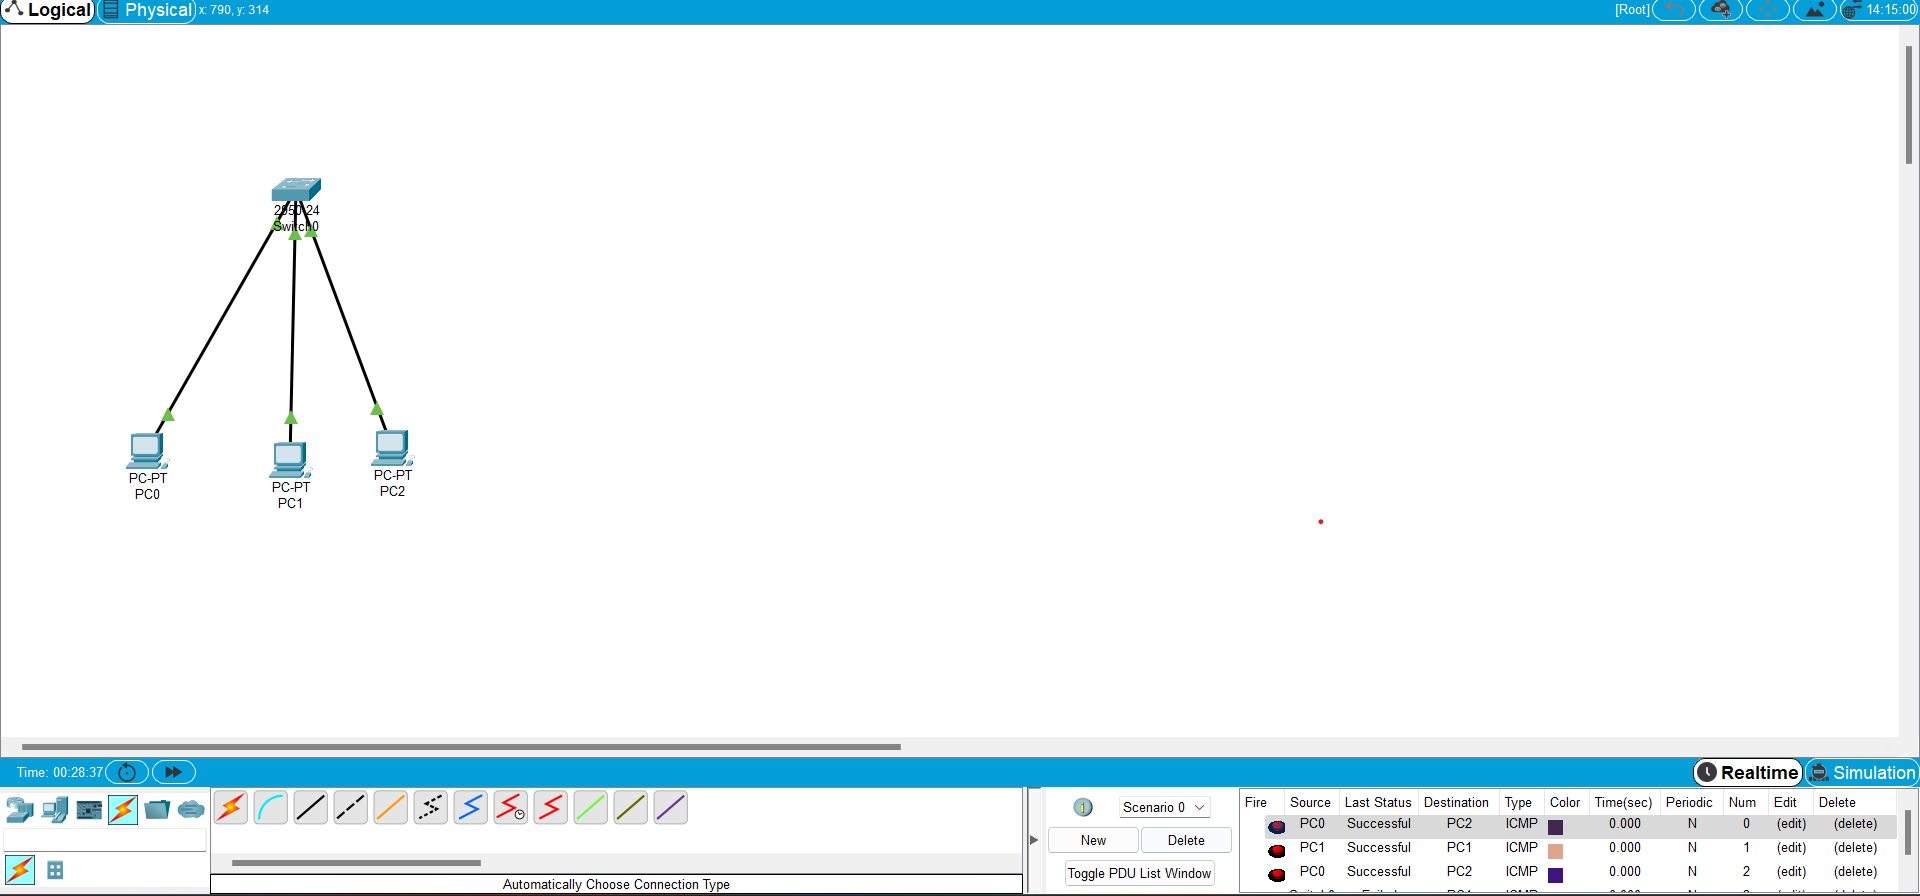 Logical Physical x: 790, y: 314 [Root] 14:15:00
2950-24
Switch0
PC-PT
PC0
PC-PT
PC1
PC-PT
PC2
Time: 00:28:37 Realtime Simulation
Scenario 0
New Delete
Toggle PDU List Window
Automatically Choose Connection Type
Fire Source Last Status Destination Type Color Time(sec) Periodic Num Edit Delete
PC0 Successful PC2 ICMP 0.000 N 0 (edit) (delete)
PC1 Successful PC1 ICMP 0.000 N 1 (edit) (delete)
PC0 Successful PC2 ICMP 0.000 N 2 (edit) (delete)